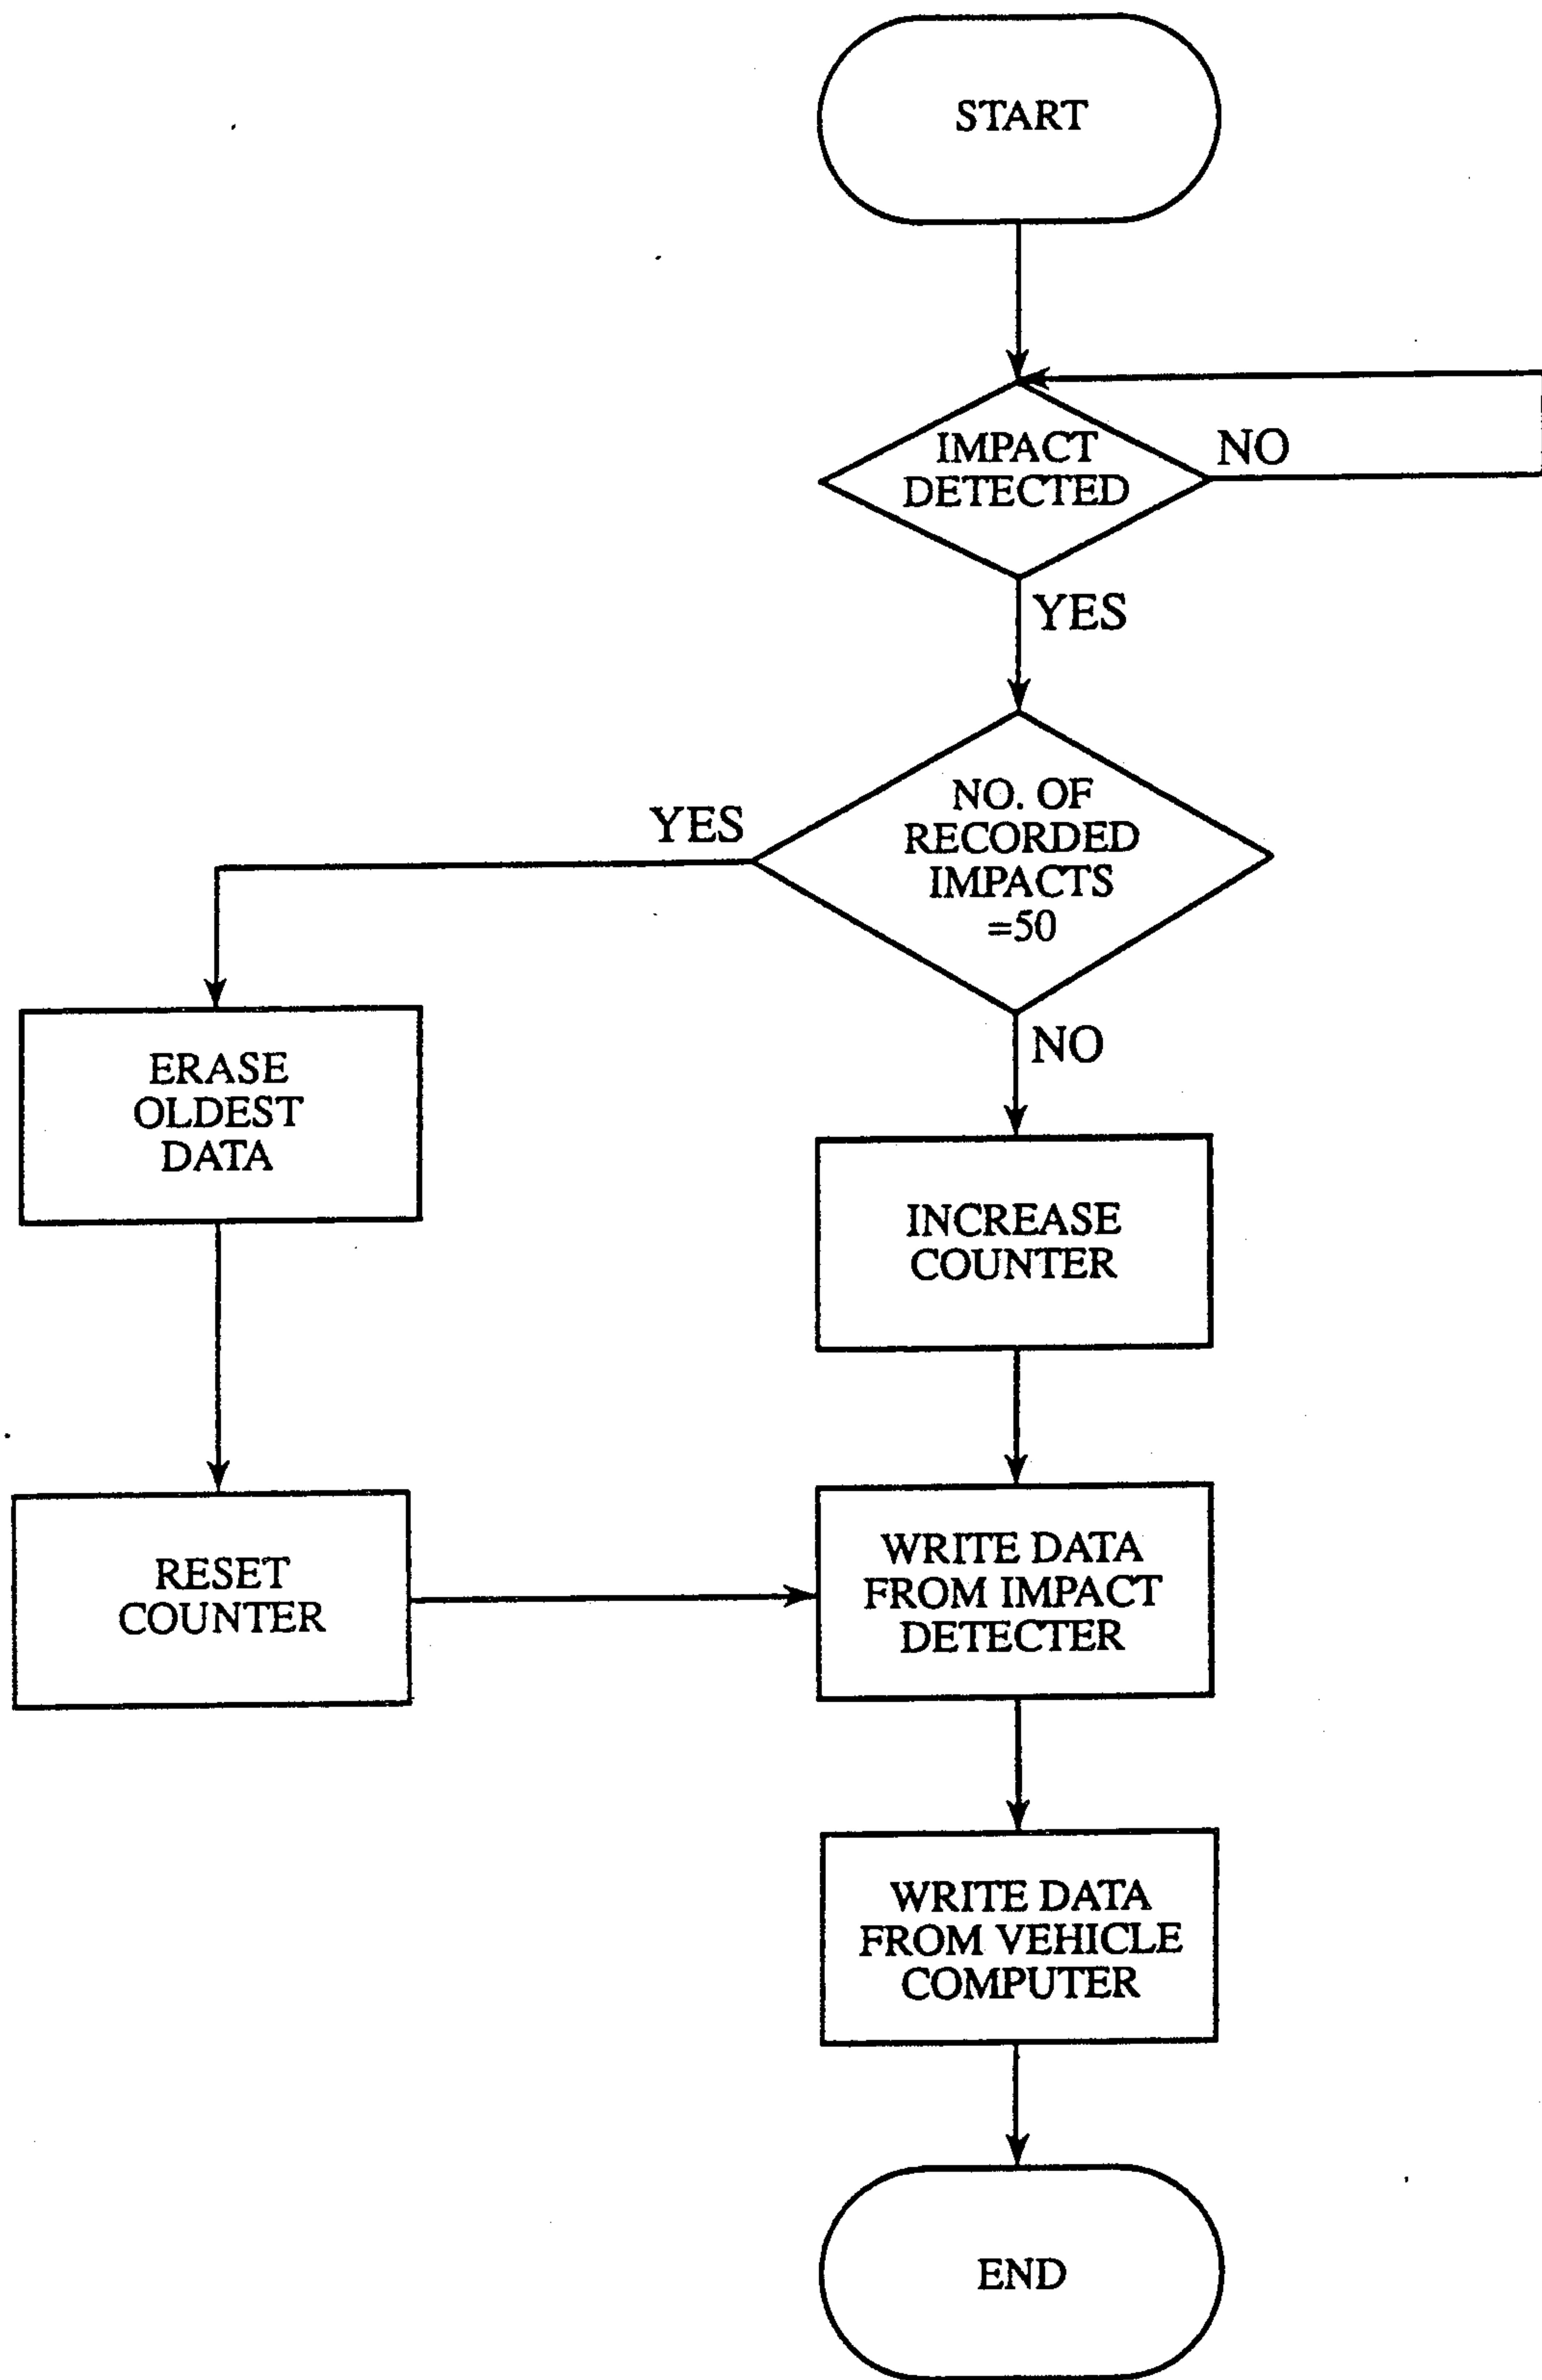 START
IMPACT
DETECTED
NO
YES
NO. OF
RECORDED
IMPACTS
=50
YES
NO
ERASE
OLDEST
DATA
INCREASE
COUNTER
RESET
COUNTER
WRITE DATA
FROM IMPACT
DETECTER
WRITE DATA
FROM VEHICLE
COMPUTER
END